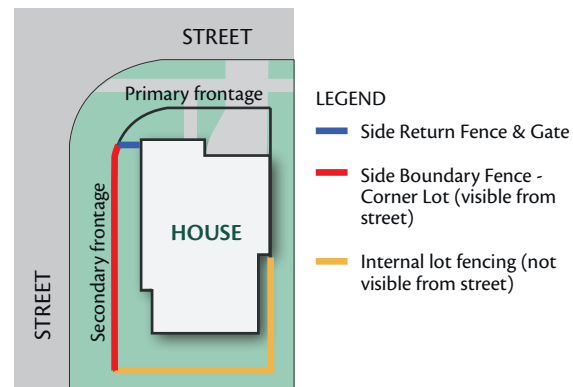 STREET
Primary frontage
HOUSE
Secondary frontage
STREET
LEGEND
Side Return Fence & Gate
Side Boundary Fence -
Corner Lot (visible from
street)
Internal lot fencing (not
visible from street)